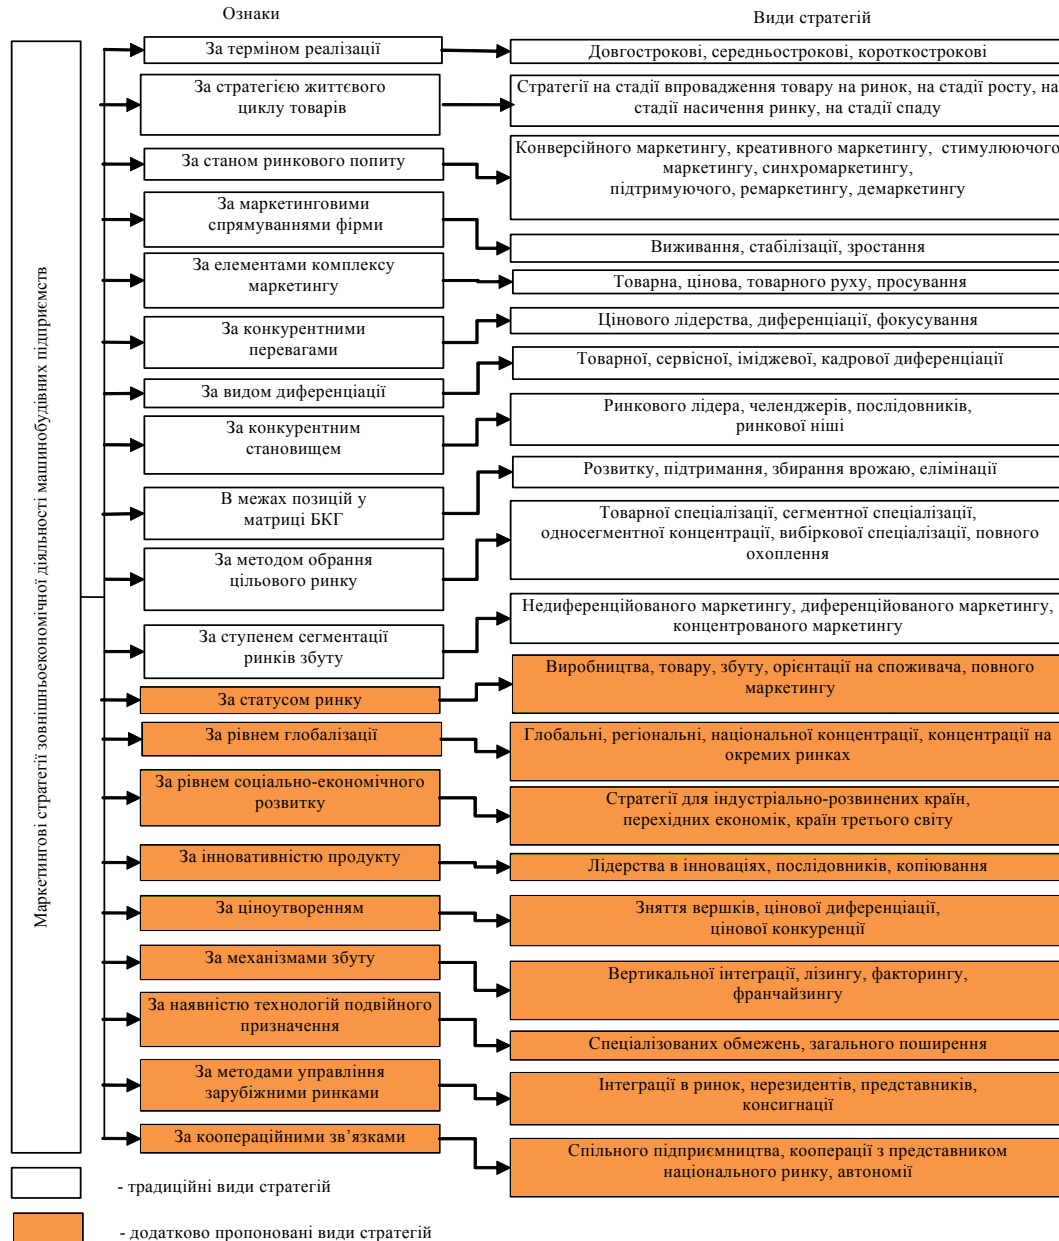 Ознаки
Види стратегій
Маркетингові стратегії зовнішньоекономічної діяльності машинобудівних підприємств
За терміном реалізації
Довгострокові, середньострокові, короткострокові
За стратегією життєвого
циклу товарів
Стратегії на стадії впровадження товару на ринок, на стадії росту, на
стадії насичення ринку, на стадії спаду
За станом ринкового попиту
Конверсійного маркетингу, креативного маркетингу, стимулюючого
маркетингу, синхромаркетингу,
підтримуючого, ремаркетингу, демаркетингу
За маркетинговими
спрямуваннями фірми
Виживання, стабілізації, зростання
За елементами комплексу
маркетингу
Товарна, цінова, товарного руху, просування
За конкурентними
перевагами
Цінового лідерства, диференціації, фокусування
За видом диференціації
Товарної, сервісної, іміджевої, кадрової диференціації
За конкурентним
становищем
Ринкового лідера, челенджерів, послідовників,
ринкової ніші
В межах позицій у
матриці БКГ
Розвитку, підтримання, збирання врожаю, елімінації
За методом обрання
цільового ринку
Товарної спеціалізації, сегментної спеціалізації,
односегментної концентрації, вибіркової спеціалізації, повного
охоплення
За ступенем сегментації
ринків збуту
Недиференційованого маркетингу, диференційованого маркетингу,
концентрованого маркетингу
За статусом ринку
Виробництва, товару, збуту, орієнтації на споживача, повного
маркетингу
За рівнем глобалізації
Глобальні, регіональні, національної концентрації, концентрації на
окремих ринках
За рівнем соціально-економічного
розвитку
Стратегії для індустріально-розвинених країн,
перехідних економік, країн третього світу
За інновативністю продукту
Лідерства в інноваціях, послідовників, копіювання
За ціноутворенням
Зняття вершків, цінової диференціації,
цінової конкуренції
За механізмами збуту
Вертикальної інтеграції, лізингу, факторингу,
франчайзингу
За наявністю технологій подвійного
призначення
Спеціалізованих обмежень, загального поширення
За методами управління
зарубіжними ринками
Інтеграції в ринок, нерезидентів, представників,
консигнації
За коопераційними зв’язками
Спільного підприємництва, кооперації з представником
національного ринку, автономії
- традиційні види стратегій
- додатково пропоновані види стратегій